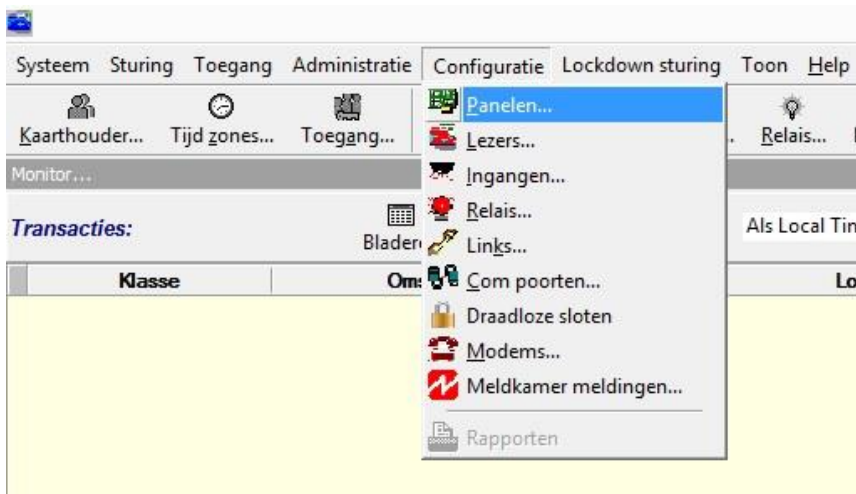 Systeem Sturing Toegang Administratie Configuratie Lockdown sturing Toon Help
Kaarthouder... Tijd zones... Toegang... Relais...
Panelen...
Lezers...
Ingangen...
Relais...
Links...
Com poorten...
Draadloze sloten
Modems...
Meldkamer meldingen...
Rapporten
Monitor...
Transacties: Als Local
Klasse